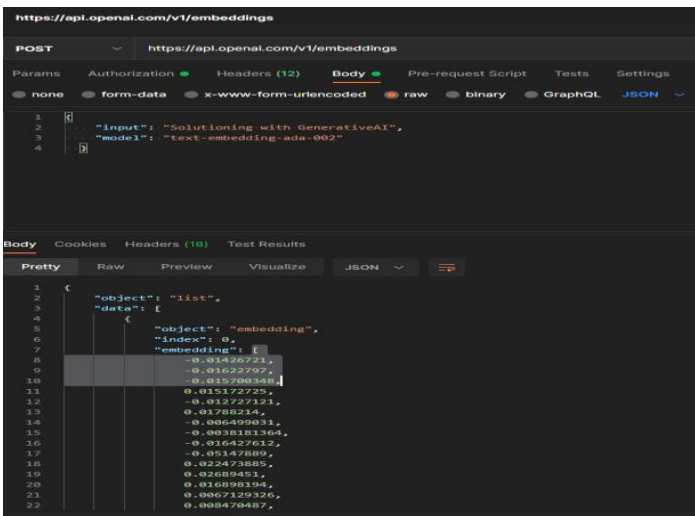 https://api.openai.com/v1/embeddings
POST https://api.openai.com/v1/embeddings
Params Authorization Headers (12) Body Pre-request Script Tests Settings
none form-data x-www-form-urlencoded raw binary GraphQL JSON
1 {
2 "input": "Solutioning with GenerativeAI",
3 "model": "text-embedding-ada-002"
4 }
Body Cookies Headers (18) Test Results
Pretty Raw Preview Visualize JSON
1 {
2 "object": "list",
3 "data": [
4 {
5 "object": "embedding",
6 "index": 0,
7 "embedding": [
8 -0.01426721,
9 -0.01622797,
10 -0.015700348,
11 0.015172725,
12 -0.012727121,
13 0.01788214,
14 -0.006499031,
15 -0.0038181364,
16 -0.016427612,
17 -0.05147889,
18 0.022473885,
19 0.02689451,
20 0.016898194,
21 0.0067129326,
22 0.008470487,